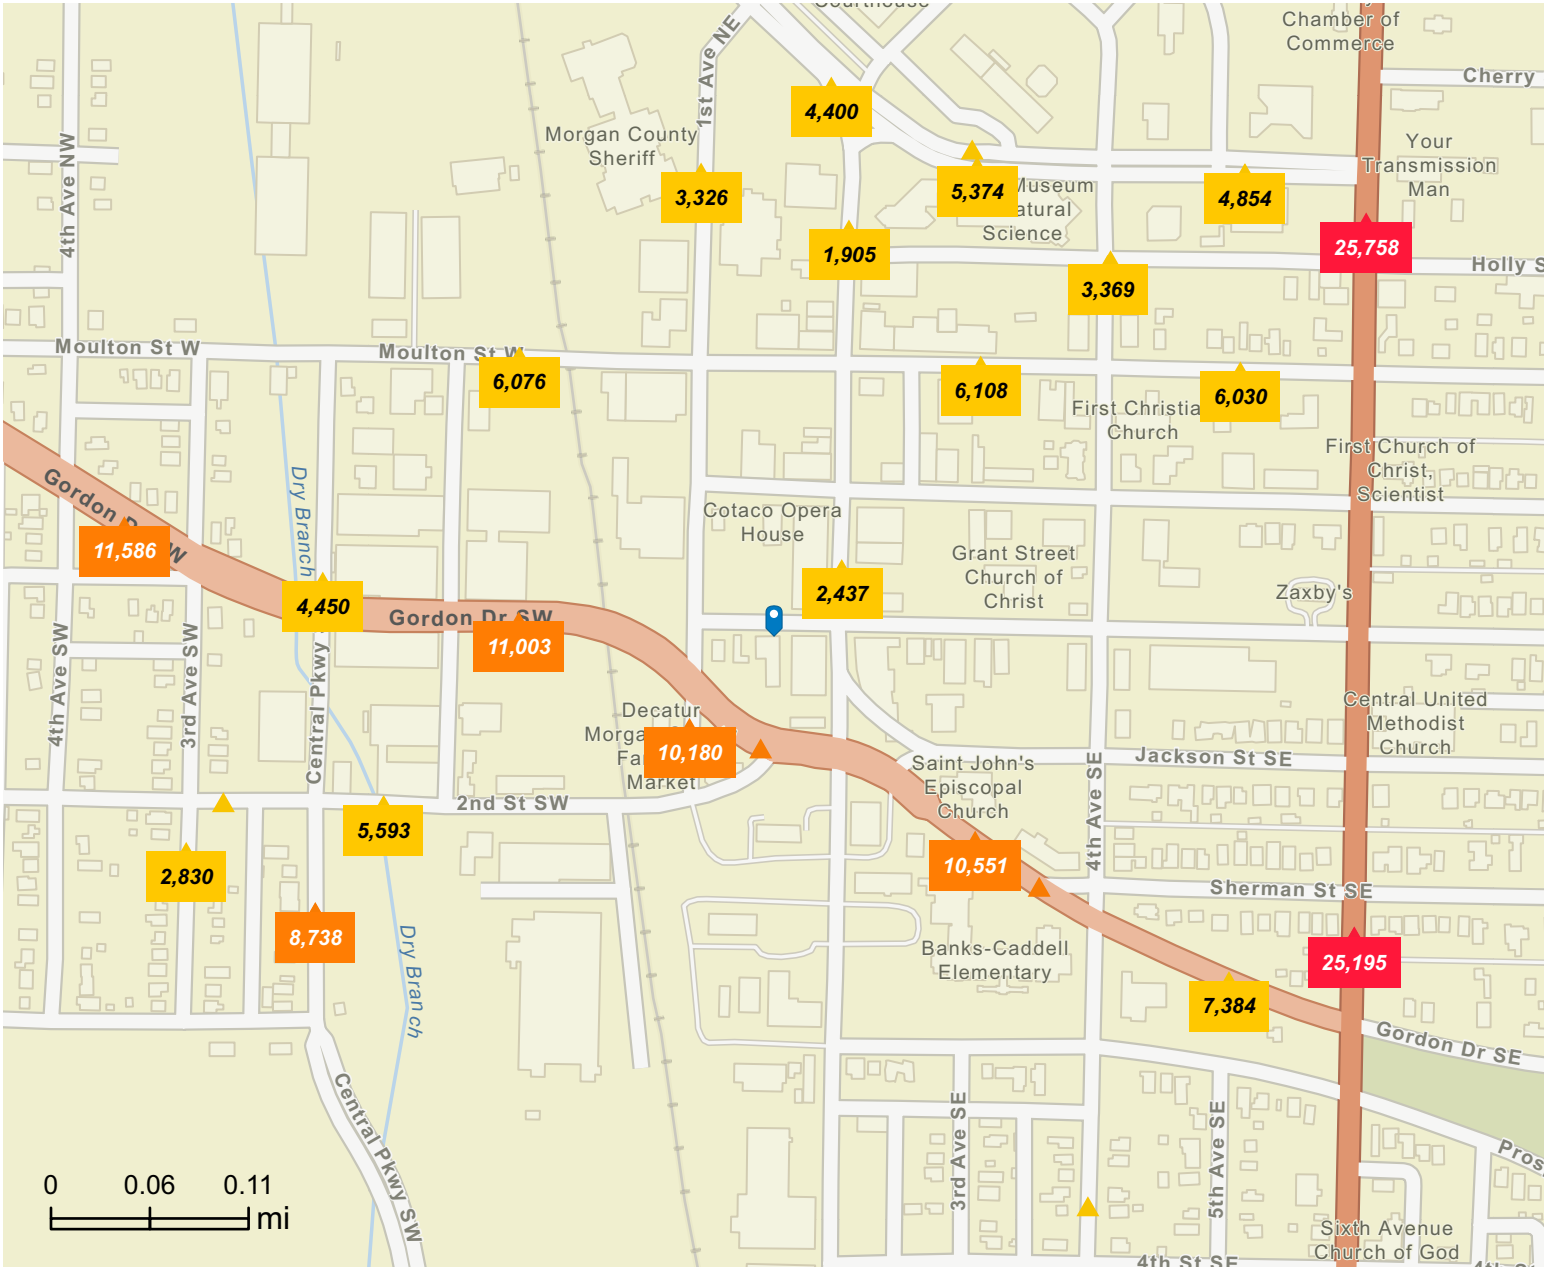 Chamber of
Commerce
Cherry
1st Ave NE
4,400
Morgan County
Sheriff
Your
Transmission
Man
4th Ave NW
3,326
5,374
Museum
atural
Science
4,854
1,905
25,758
Holly S
3,369
Moulton St W
Moulton St W
6,076
6,108
6,030
First Christia
Church
First Church of
Christ,
Scientist
Gordon D
W
11,586
Dry Branch
Cotaco Opera
House
Grant Street
Church of
Christ
2,437
Zaxby's
4,450
Gordon Dr SW
11,003
4th Ave SW
3rd Ave SW
Central Pkwy
Decatur
Morga
Fa
Market
10,180
Central United
Methodist
Church
Jackson St SE
Saint John's
Episcopal
Church
4th Ave SE
2nd St SW
5,593
2,830
10,551
Sherman St SE
8,738
Dry Branch
Banks-Caddell
Elementary
25,195
7,384
Gordon Dr SE
Central Pkwy SW
3rd Ave SE
5th Ave SE
Pros
0 0.06 0.11
mi
Sixth Avenue
Church of God
4th St SE